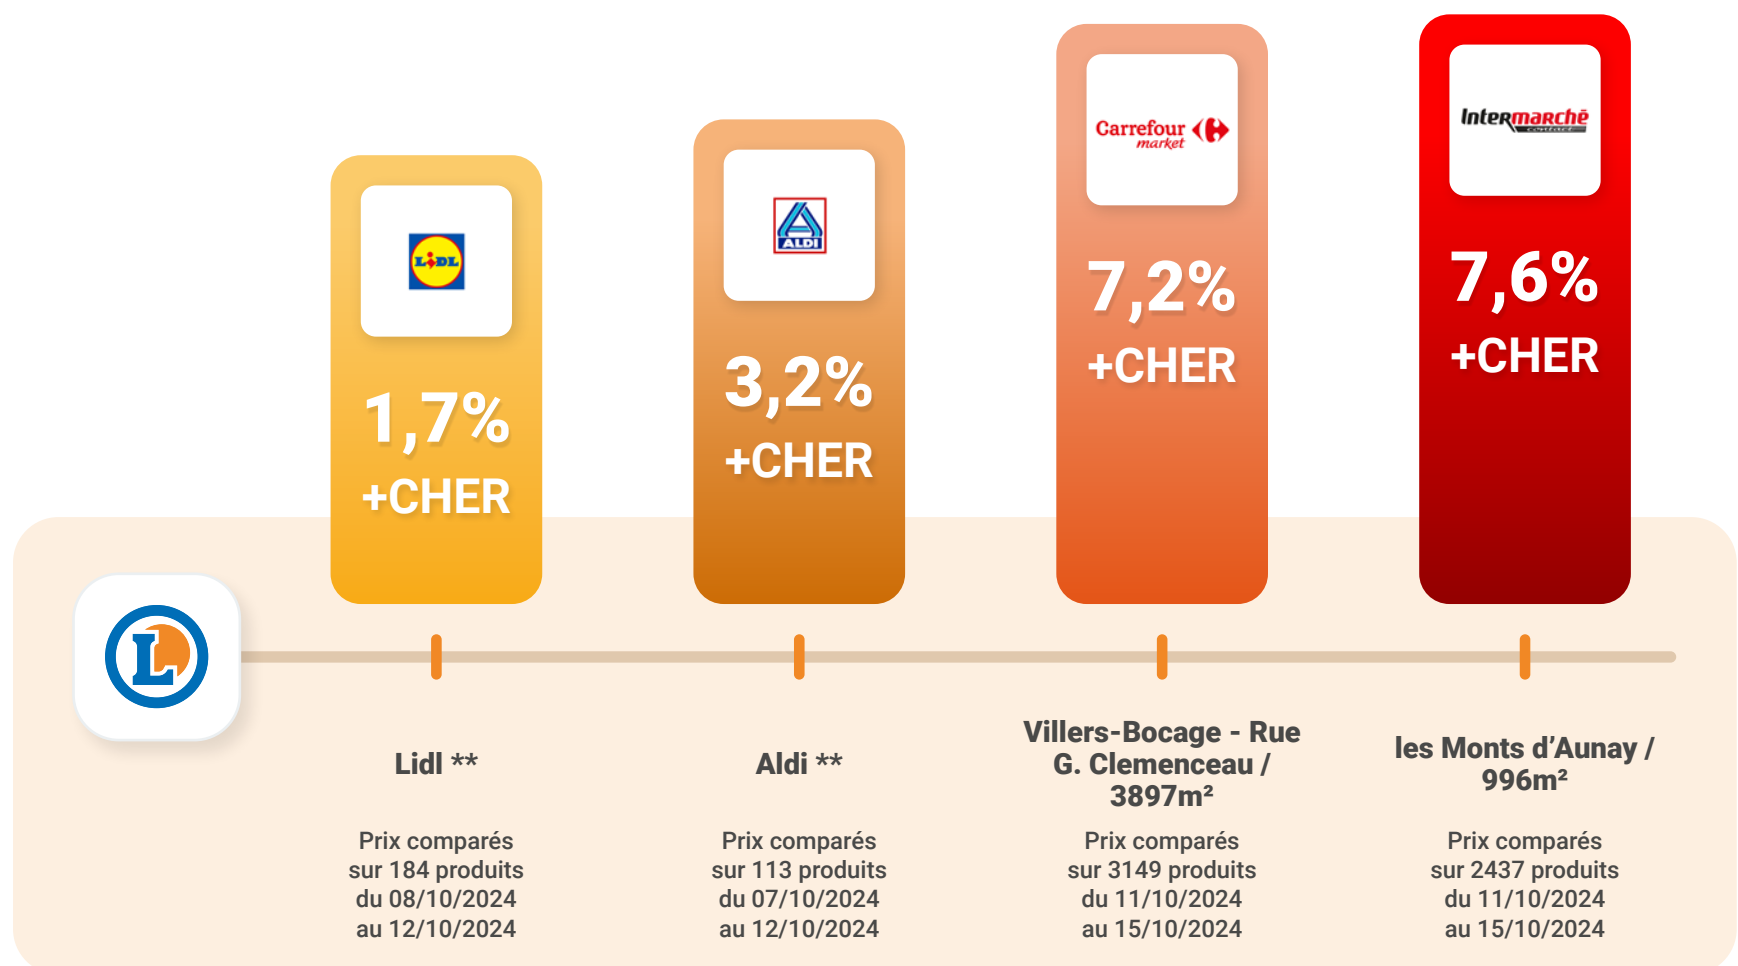 LIDL
1,7%
+CHER
ALDI
3,2%
+CHER
Carrefour
market
7,2%
+CHER
Intermarché
contact
7,6%
+CHER
L
Lidl **
Prix comparés
sur 184 produits
du 08/10/2024
au 12/10/2024
Aldi **
Prix comparés
sur 113 produits
du 07/10/2024
au 12/10/2024
Villers-Bocage - Rue
G. Clemenceau /
3897m²
Prix comparés
sur 3149 produits
du 11/10/2024
au 15/10/2024
les Monts d’Aunay /
996m²
Prix comparés
sur 2437 produits
du 11/10/2024
au 15/10/2024